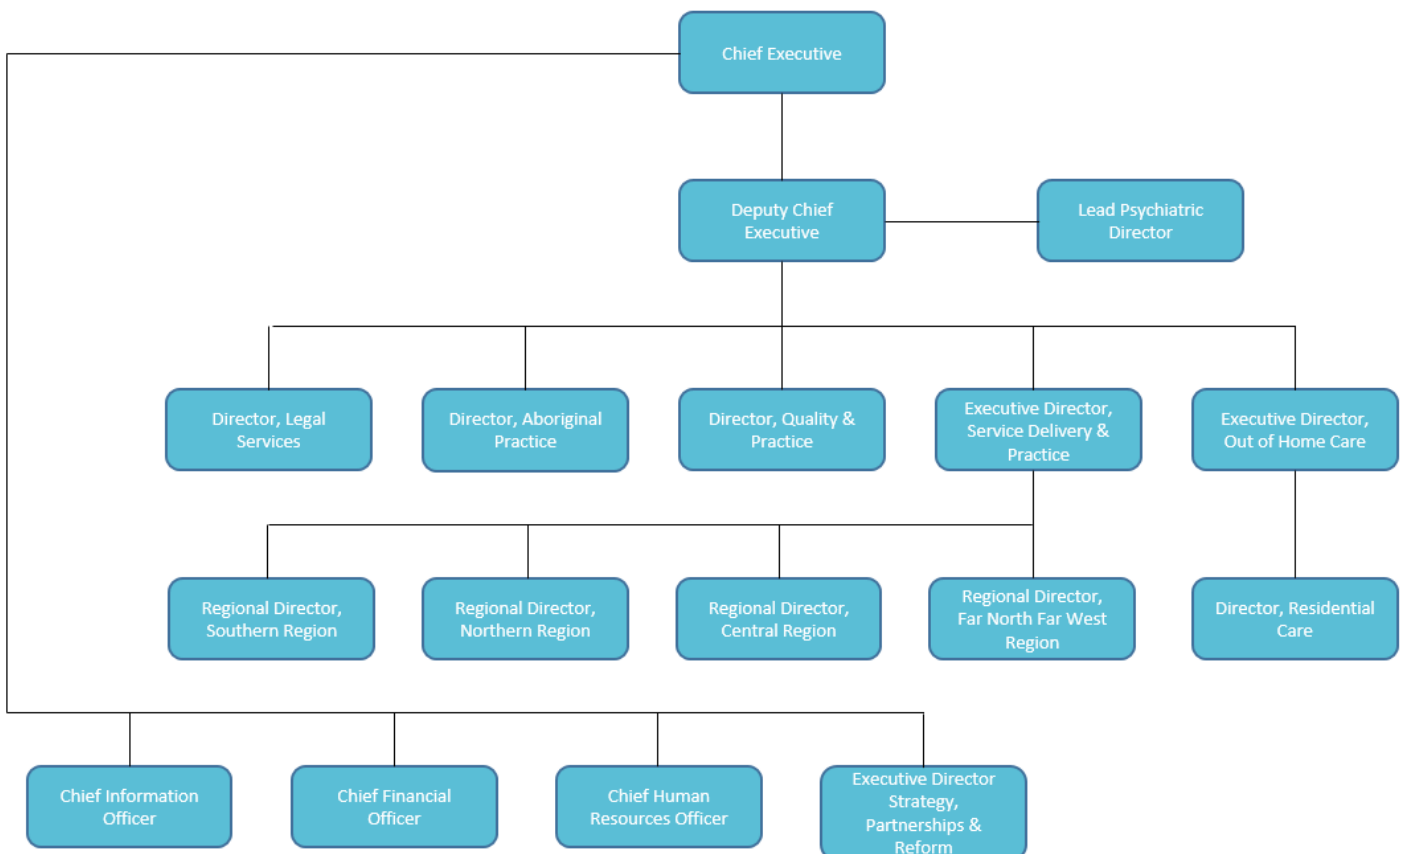 Chief Executive
Deputy Chief
Executive
Lead Psychiatric
Director
Director, Legal
Services
Director, Aboriginal
Practice
Director, Quality &
Practice
Executive Director,
Service Delivery &
Practice
Executive Director,
Out of Home Care
Regional Director,
Southern Region
Regional Director,
Northern Region
Regional Director,
Central Region
Regional Director,
Far North Far West
Region
Director, Residential
Care
Chief Information
Officer
Chief Financial
Officer
Chief Human
Resources Officer
Executive Director
Strategy,
Partnerships &
Reform